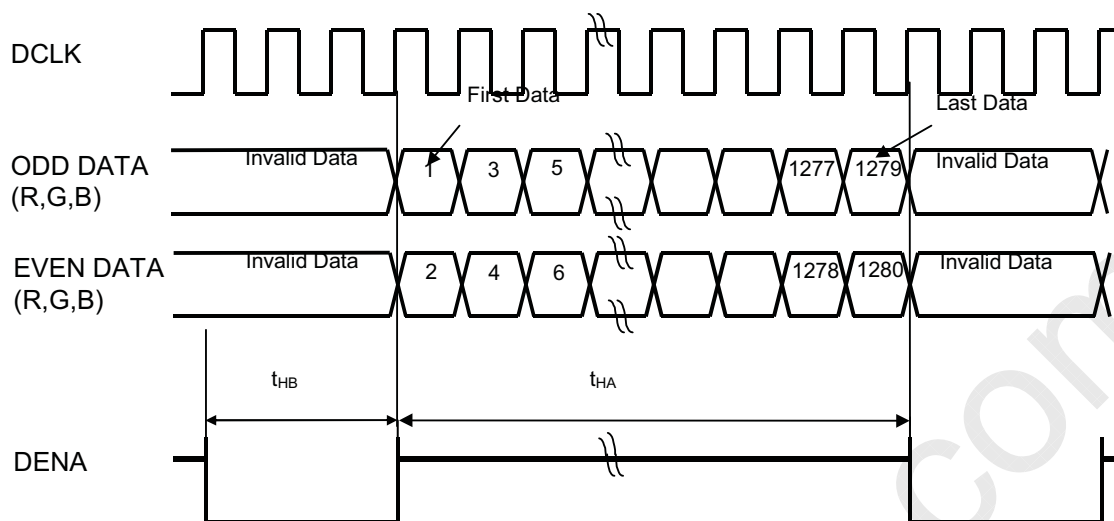 DCLK
First Data
Last Data
ODD DATA
(R,G,B)
Invalid Data
1
3
5
1277
1279
Invalid Data
EVEN DATA
(R,G,B)
Invalid Data
2
4
6
1278
1280
Invalid Data
tHB
tHA
DENA
com